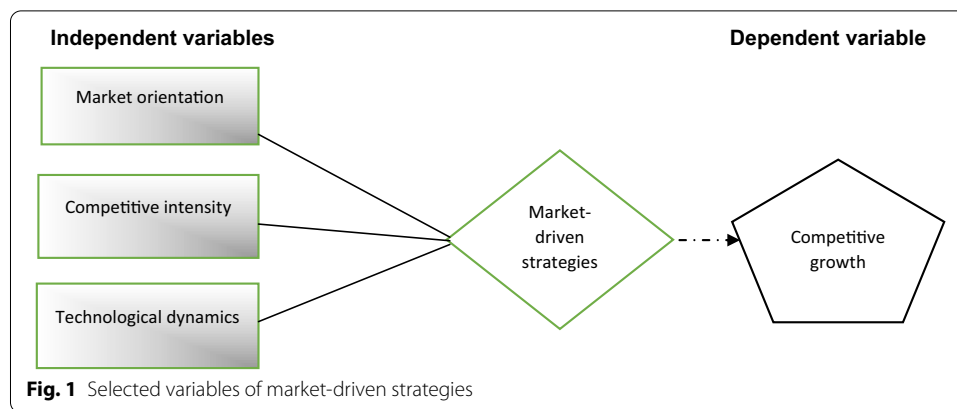 Independent variables
Dependent variable
Market orientation
Competitive intensity
Technological dynamics
Market-
driven
strategies
Competitive
growth
Fig. 1 Selected variables of market-driven strategies